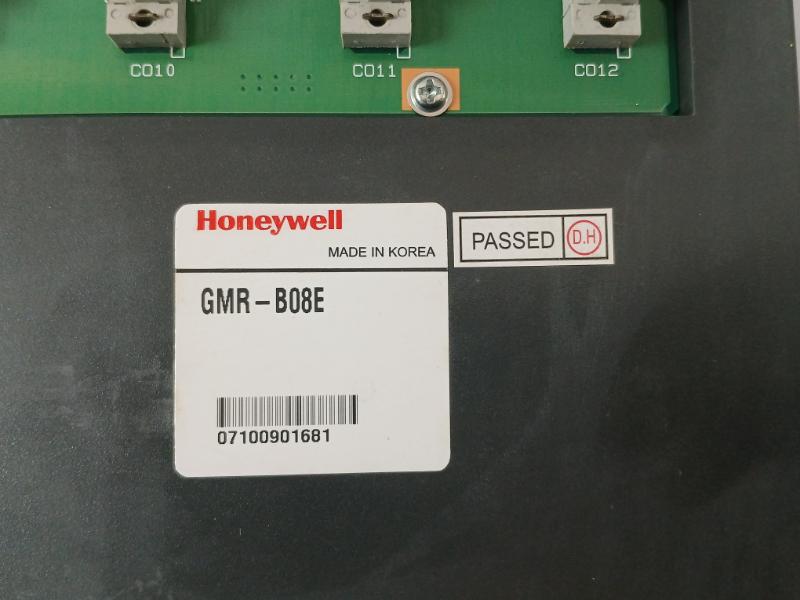 CO10 CO11 CO12
Honeywell
MADE IN KOREA
PASSED D.H
GMR-B08E
07100901681